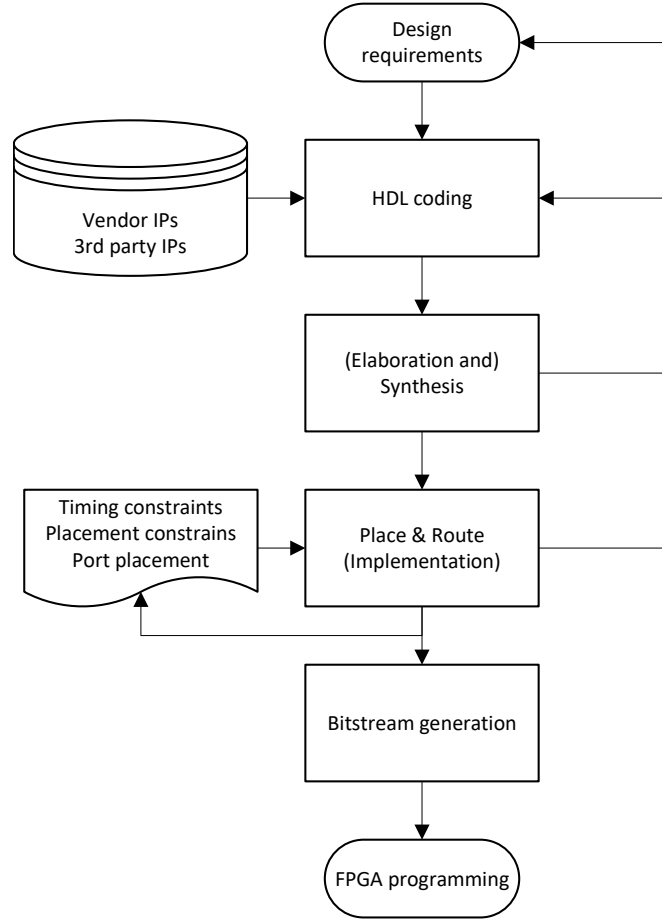 Design
requirements
Vendor IPs
3rd party IPs
HDL coding
(Elaboration and)
Synthesis
Timing constraints
Placement constrains
Port placement
Place & Route
(Implementation)
Bitstream generation
FPGA programming